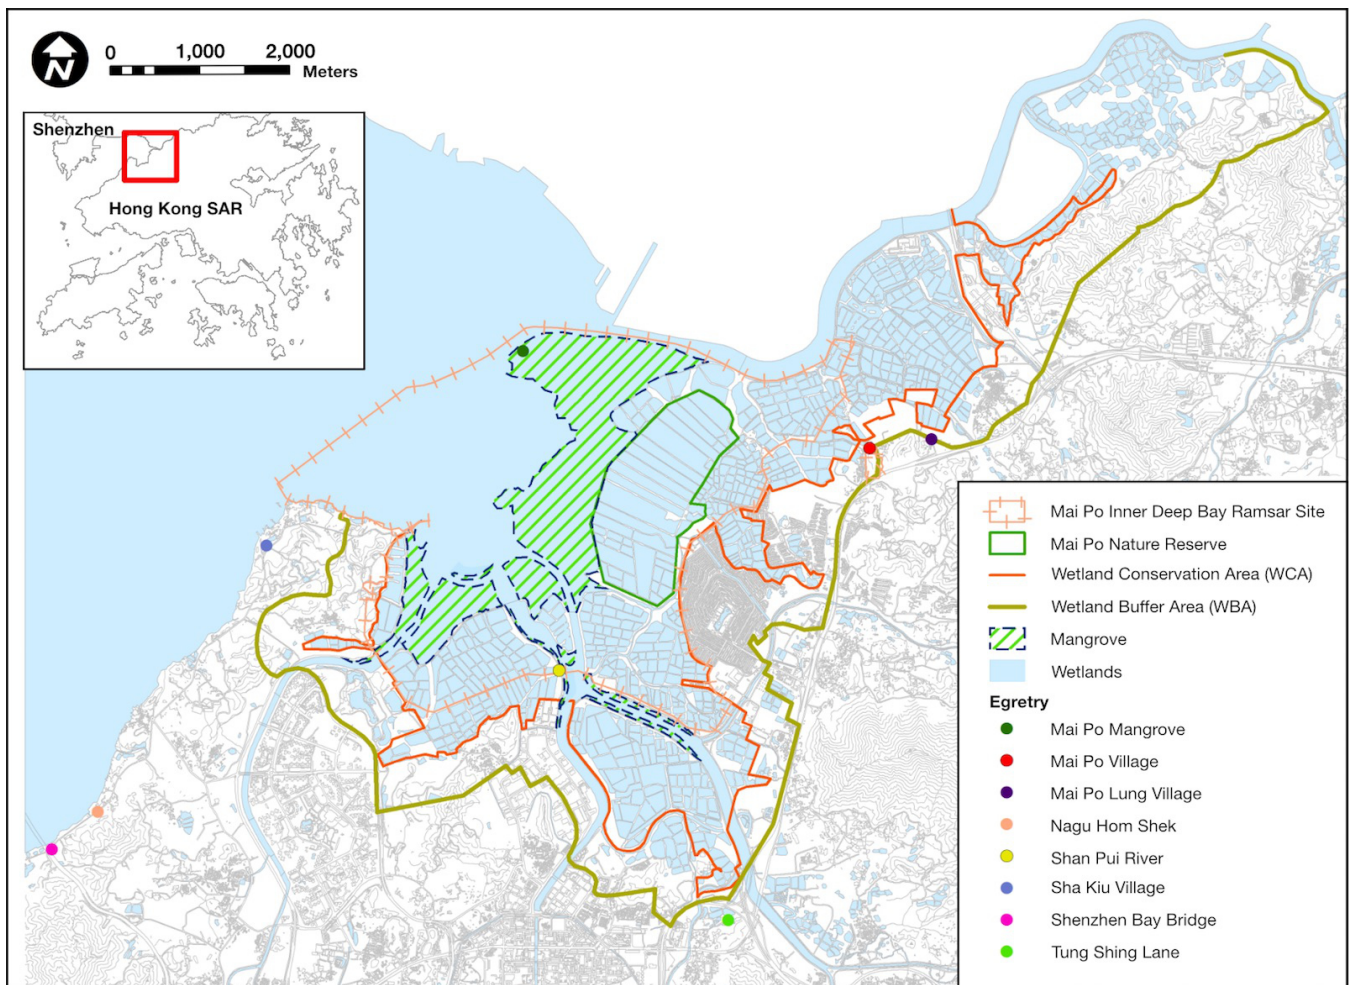 N
0 1,000 2,000
Meters
Shenzhen
Hong Kong SAR
Mai Po Inner Deep Bay Ramsar Site
Mai Po Nature Reserve
Wetland Conservation Area (WCA)
Wetland Buffer Area (WBA)
Mangrove
Wetlands
Egretry
Mai Po Mangrove
Mai Po Village
Mai Po Lung Village
Nagu Hom Shek
Shan Pui River
Sha Kiu Village
Shenzhen Bay Bridge
Tung Shing Lane